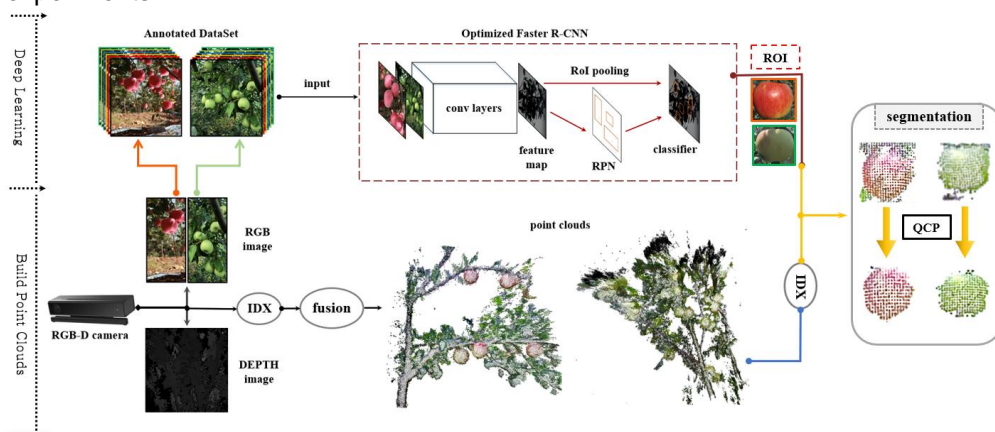 Deep Learning
Annotated DataSet
Optimized Faster R-CNN
input
conv layers
RoI pooling
feature
map
RPN
classifier
ROI
segmentation
QCP
Build Point Clouds
RGB
image
point clouds
IDX
fusion
IDX
RGB-D camera
DEPTH
image